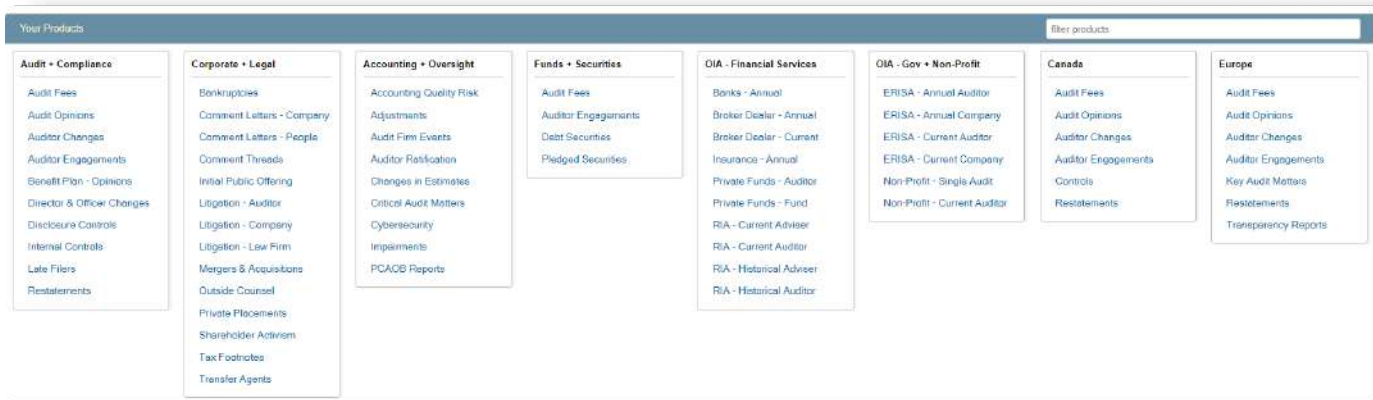 Your Products
filter products
Audit + Compliance
Audit Fees
Audit Opinions
Auditor Changes
Auditor Engagements
Benefit Plan - Opinions
Director & Officer Changes
Disclosure Controls
Internal Controls
Late Filers
Restatements
Corporate + Legal
Bankruptcies
Comment Letters - Company
Comment Letters - People
Comment Threads
Initial Public Offering
Litigation - Auditor
Litigation - Company
Litigation - Law Firm
Mergers & Acquisitions
Outside Counsel
Private Placements
Shareholder Activism
Tax Footnotes
Transfer Agents
Accounting + Oversight
Accounting Quality Risk
Adjustments
Audit Firm Events
Auditor Ratification
Changes in Estimates
Critical Audit Matters
Cybersecurity
Impairments
PCAOB Reports
Funds + Securities
Audit Fees
Auditor Engagements
Debt Securities
Pledged Securities
OIA - Financial Services
Banks - Annual
Broker Dealer - Annual
Broker Dealer - Current
Insurance - Annual
Private Funds - Auditor
Private Funds - Fund
RIA - Current Adviser
RIA - Current Auditor
RIA - Historical Adviser
RIA - Historical Auditor
OIA - Gov + Non-Profit
ERISA - Annual Auditor
ERISA - Annual Company
ERISA - Current Auditor
ERISA - Current Company
Non-Profit - Single Audit
Non-Profit - Current Auditor
Canada
Audit Fees
Audit Opinions
Auditor Changes
Auditor Engagements
Controls
Restatements
Europe
Audit Fees
Audit Opinions
Auditor Changes
Auditor Engagements
Key Audit Matters
Restatements
Transparency Reports